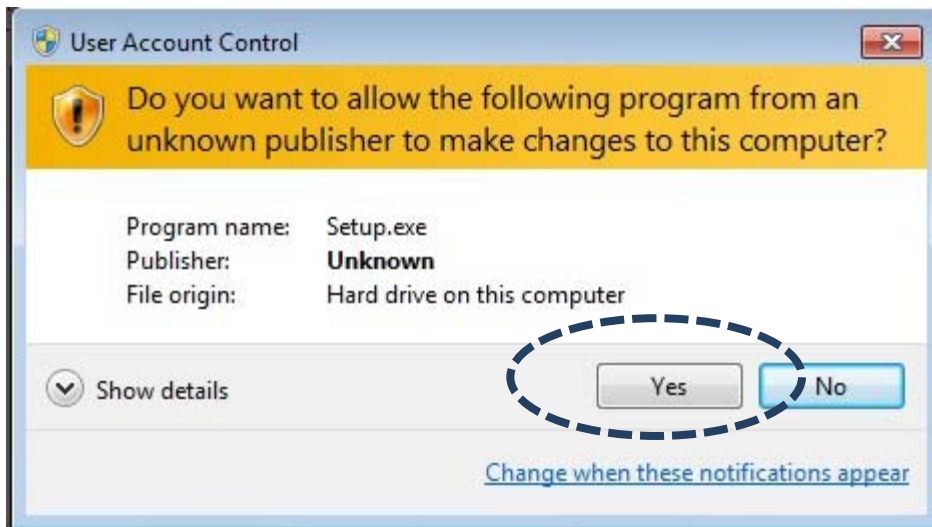 User Account Control
Do you want to allow the following program from an
unknown publisher to make changes to this computer?
Program name: Setup.exe
Publisher: Unknown
File origin: Hard drive on this computer
Show details
Yes No
Change when these notifications appear